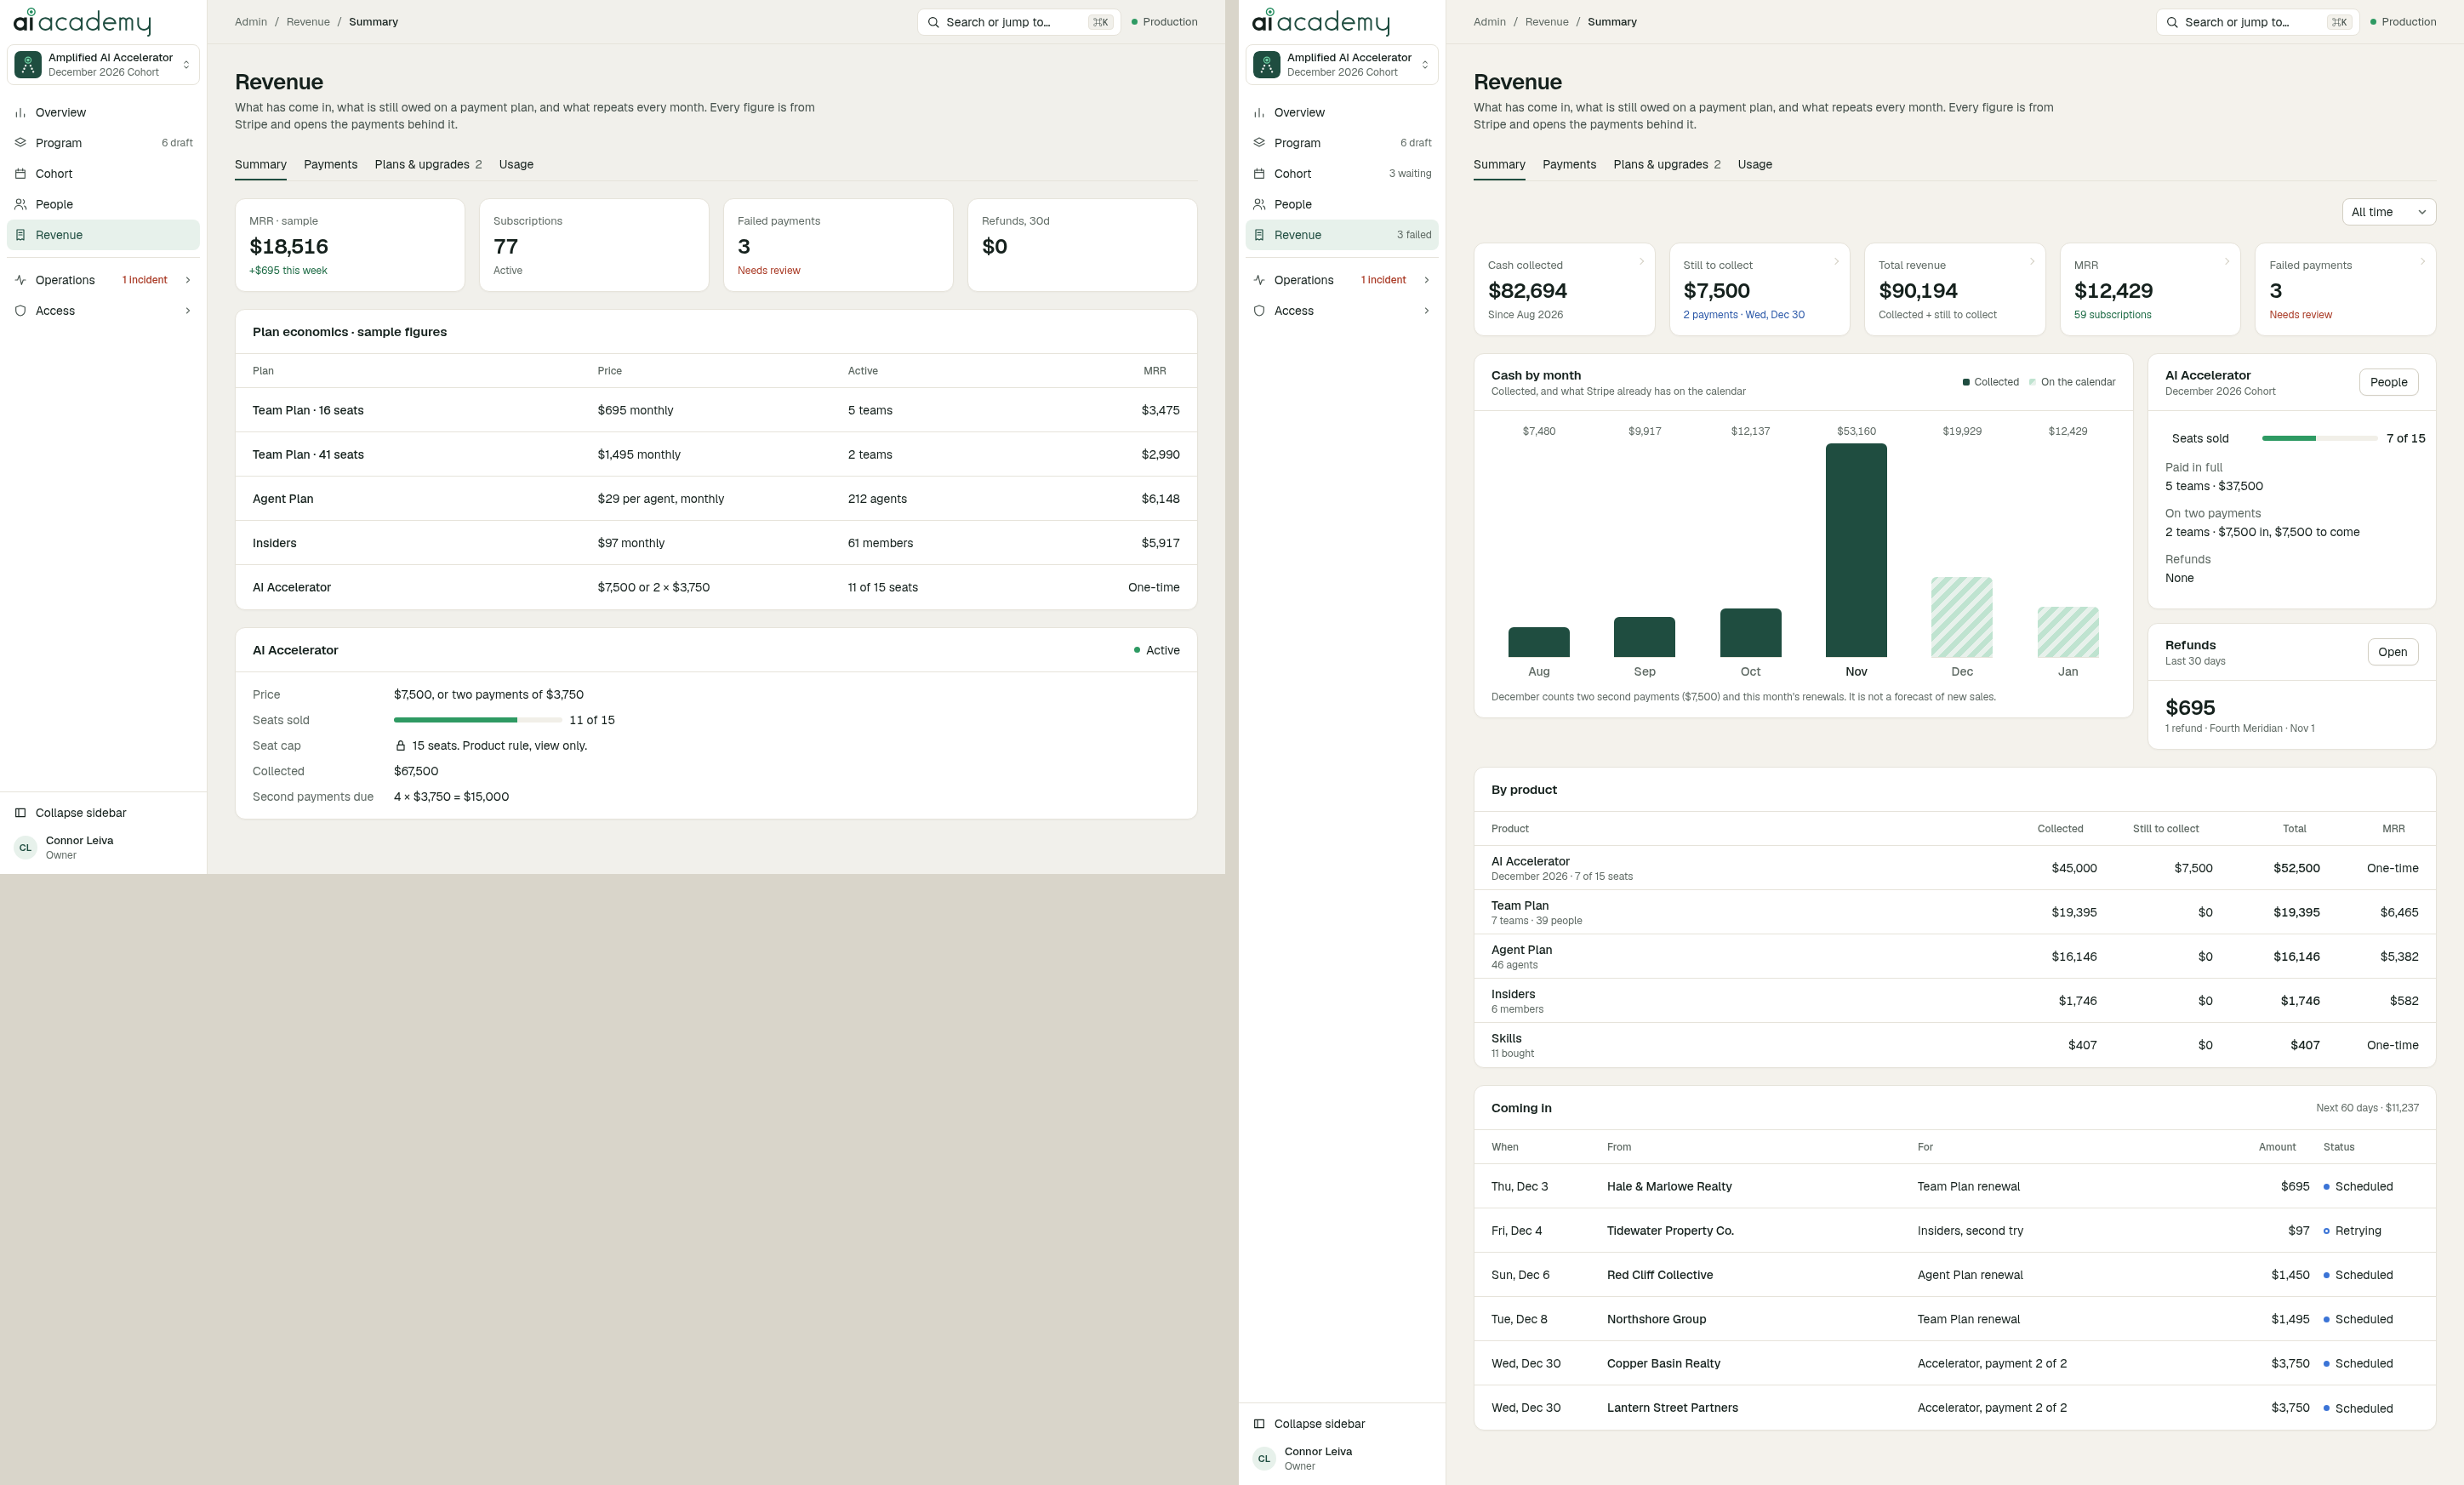 ai academy
Amplified AI Accelerator
December 2026 Cohort
Overview
Program 6 draft
Cohort
People
Revenue
Operations 1 incident
Access
Collapse sidebar
CL
Connor Leiva
Owner
Admin / Revenue / Summary
Search or jump to... ⌘K
Production
Revenue
What has come in, what is still owed on a payment plan, and what repeats every month. Every figure is from
Stripe and opens the payments behind it.
Summary Payments Plans & upgrades 2 Usage
MRR · sample
$18,516
+$695 this week
Subscriptions
77
Active
Failed payments
3
Needs review
Refunds, 30d
$0
Plan economics · sample figures
Plan Price Active MRR
Team Plan · 16 seats $695 monthly 5 teams $3,475
Team Plan · 41 seats $1,495 monthly 2 teams $2,990
Agent Plan $29 per agent, monthly 212 agents $6,148
Insiders $97 monthly 61 members $5,917
AI Accelerator $7,500 or 2 × $3,750 11 of 15 seats One-time
AI Accelerator Active
Price $7,500, or two payments of $3,750
Seats sold 11 of 15
Seat cap 15 seats. Product rule, view only.
Collected $67,500
Second payments due 4 × $3,750 = $15,000
ai academy
Amplified AI Accelerator
December 2026 Cohort
Overview
Program 6 draft
Cohort 3 waiting
People
Revenue 3 failed
Operations 1 incident
Access
Collapse sidebar
CL
Connor Leiva
Owner
Admin / Revenue / Summary
Search or jump to... ⌘K
Production
Revenue
What has come in, what is still owed on a payment plan, and what repeats every month. Every figure is from
Stripe and opens the payments behind it.
Summary Payments Plans & upgrades 2 Usage
All time
Cash collected
$82,694
Since Aug 2026
Still to collect
$7,500
2 payments · Wed, Dec 30
Total revenue
$90,194
Collected + still to collect
MRR
$12,429
59 subscriptions
Failed payments
3
Needs review
Cash by month
Collected, and what Stripe already has on the calendar
Collected On the calendar
$7,480 $9,917 $12,137 $53,160 $19,929 $12,429
Aug Sep Oct Nov Dec Jan
December counts two second payments ($7,500) and this month's renewals. It is not a forecast of new sales.
AI Accelerator
December 2026 Cohort
People
Seats sold 7 of 15
Paid in full
5 teams · $37,500
On two payments
2 teams · $7,500 in, $7,500 to come
Refunds
None
Refunds
Last 30 days
Open
$695
1 refund · Fourth Meridian · Nov 1
By product
Product Collected Still to collect Total MRR
AI Accelerator
December 2026 · 7 of 15 seats
$45,000 $7,500 $52,500 One-time
Team Plan
7 teams · 39 people
$19,395 $0 $19,395 $6,465
Agent Plan
46 agents
$16,146 $0 $16,146 $5,382
Insiders
6 members
$1,746 $0 $1,746 $582
Skills
11 bought
$407 $0 $407 One-time
Coming in Next 60 days · $11,237
When From For Amount Status
Thu, Dec 3 Hale & Marlowe Realty Team Plan renewal $695 Scheduled
Fri, Dec 4 Tidewater Property Co. Insiders, second try $97 Retrying
Sun, Dec 6 Red Cliff Collective Agent Plan renewal $1,450 Scheduled
Tue, Dec 8 Northshore Group Team Plan renewal $1,495 Scheduled
Wed, Dec 30 Copper Basin Realty Accelerator, payment 2 of 2 $3,750 Scheduled
Wed, Dec 30 Lantern Street Partners Accelerator, payment 2 of 2 $3,750 Scheduled